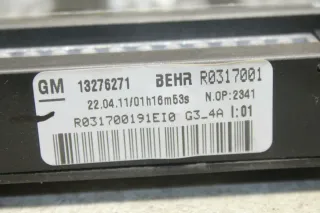 GM 13276271 BEHR R0317001
22.04.11/01h16m53s N.OP:2341
R031700191EI0 G3_4A I:01